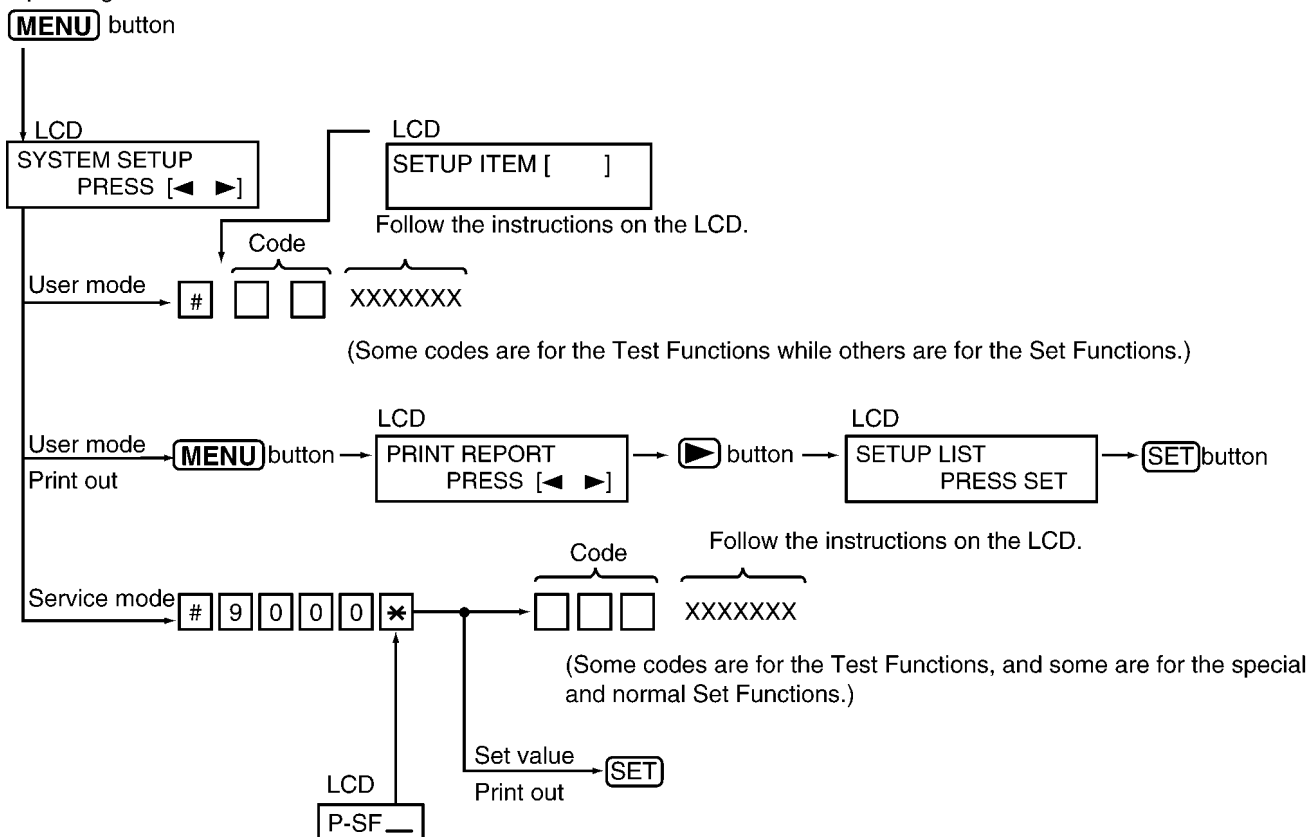 MENU button
LCD
SYSTEM SETUP
PRESS [◄ ►]
LCD
SETUP ITEM [ ]
Follow the instructions on the LCD.
Code
User mode
# XXXXXXX
(Some codes are for the Test Functions while others are for the Set Functions.)
User mode
Print out
MENU button
LCD
PRINT REPORT
PRESS [◄ ►]
► button
LCD
SETUP LIST
PRESS SET
SET button
Code
Follow the instructions on the LCD.
Service mode
# 9 0 0 0 * XXXXXXX
(Some codes are for the Test Functions, and some are for the special
and normal Set Functions.)
Set value
Print out
SET
LCD
P-SF__